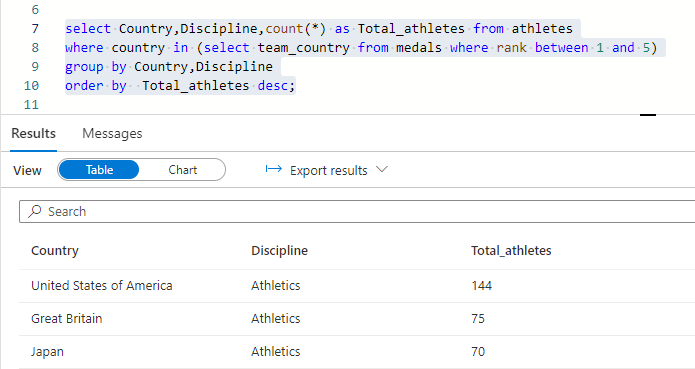 6
7 select Country,Discipline,count(*) as Total_athletes from athletes
8 where country in (select team_country from medals where rank between 1 and 5)
9 group by Country,Discipline
10 order by  Total_athletes desc;
11
Results Messages
View Table Chart Export results
Search
Country Discipline Total_athletes
United States of America Athletics 144
Great Britain Athletics 75
Japan Athletics 70